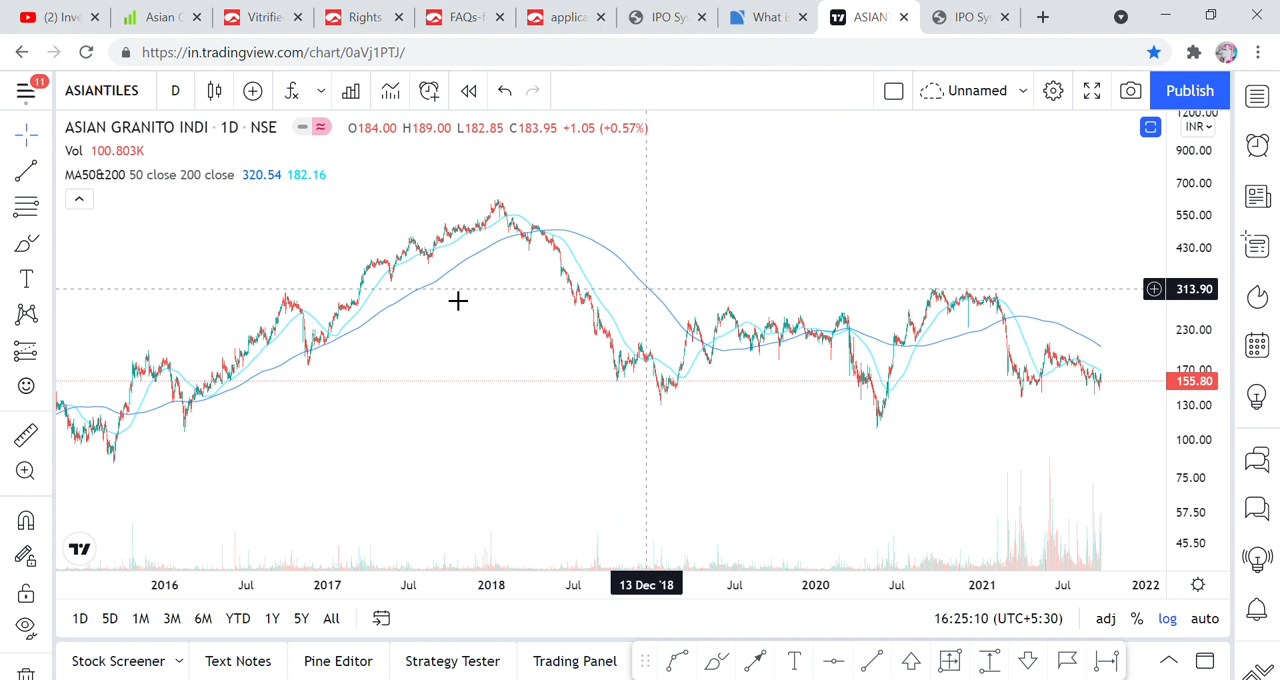 (2) Inve
Asian G
Vitrifie
Rights
FAQs-f
applica
IPO Sy
What is
ASIAN
IPO Sy
https://in.tradingview.com/chart/0aVj1PTJ/
11
ASIANTILES
D
Unnamed
Publish
ASIAN GRANITO INDI · 1D · NSE
O184.00 H189.00 L182.85 C183.95 +1.05 (+0.57%)
Vol 100.803K
MA50&200 50 close 200 close 320.54 182.16
1200.00
INR
900.00
700.00
550.00
430.00
313.90
230.00
170.00
155.80
130.00
100.00
75.00
57.50
45.50
2016 Jul 2017 Jul 2018 Jul 13 Dec '18 Jul 2020 Jul 2021 Jul 2022
1D 5D 1M 3M 6M YTD 1Y 5Y All
16:25:10 (UTC+5:30) adj % log auto
Stock Screener Text Notes Pine Editor Strategy Tester Trading Panel